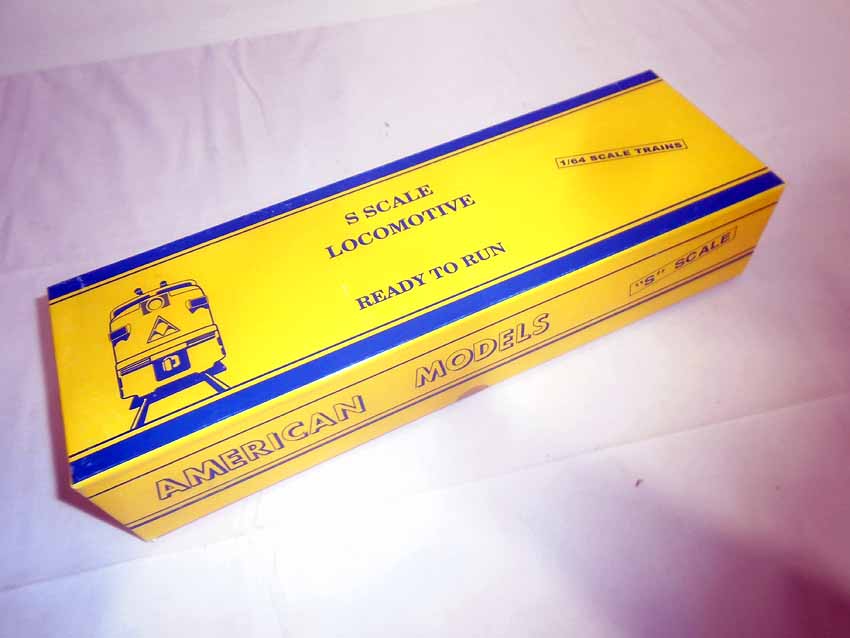 1/64 SCALE TRAINS
S SCALE
LOCOMOTIVE
READY TO RUN
AMERICAN MODELS
"S" SCALE